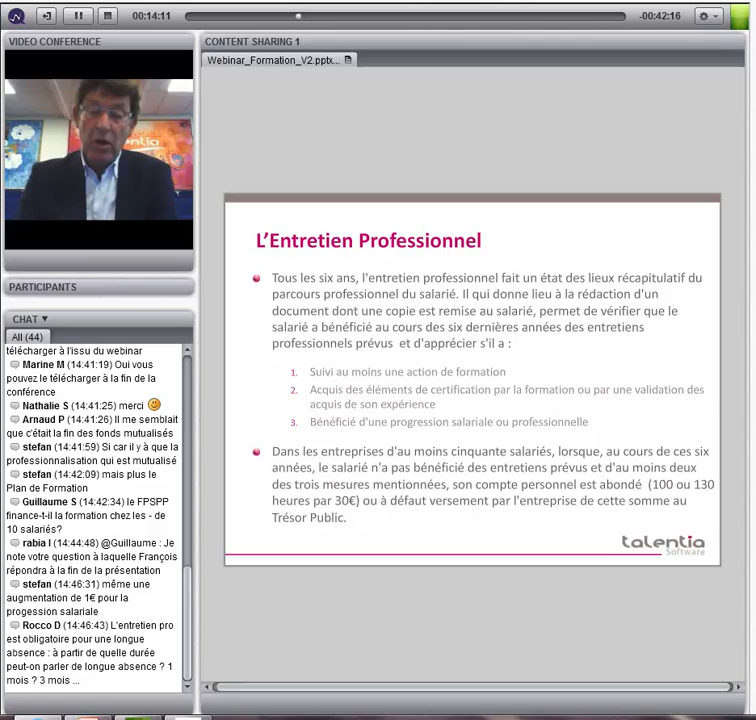 00:14:11
-00:42:16
VIDEO CONFERENCE
CONTENT SHARING 1
Webinar_Formation_V2.pptx...
L'Entretien Professionnel
Tous les six ans, l'entretien professionnel fait un état des lieux récapitulatif du
parcours professionnel du salarié. Il qui donne lieu à la rédaction d'un
document dont une copie est remise au salarié, permet de vérifier que le
salarié a bénéficié au cours des six dernières années des entretiens
professionnels prévus et d'apprécier s'il a :
1. Suivi au moins une action de formation
2. Acquis des éléments de certification par la formation ou par une validation des
acquis de son expérience
3. Bénéficié d'une progression salariale ou professionnelle
Dans les entreprises d'au moins cinquante salariés, lorsque, au cours de ces six
années, le salarié n'a pas bénéficié des entretiens prévus et d'au moins deux
des trois mesures mentionnées, son compte personnel est abondé (100 ou 130
heures par 30€) ou à défaut versement par l'entreprise de cette somme au
Trésor Public.
talentia
Software
PARTICIPANTS
CHAT
All (44)
télécharger à l'issu du webinar
Marine M (14:41:19) Oui vous
pouvez le télécharger à la fin de la
conférence
Nathalie S (14:41:25) merci
Arnaud P (14:41:26) Il me semblait
que c'était la fin des fonds mutualisés
stefan (14:41:59) Si car il y à que la
professionnalisation qui est mutualisé
stefan (14:42:09) mais plus le
Plan de Formation
Guillaume S (14:42:34) le FPSPP
finance-t-il la formation chez les - de
10 salariés?
rabia l (14:44:48) @Guillaume : Je
note votre question à laquelle François
répondra à la fin de la présentation
stefan (14:46:31) même une
augmentation de 1€ pour la
progession salariale
Rocco D (14:46:43) L'entretien pro
est obligatoire pour une longue
absence : à partir de quelle durée
peut-on parler de longue absence ? 1
mois ? 3 mois ...